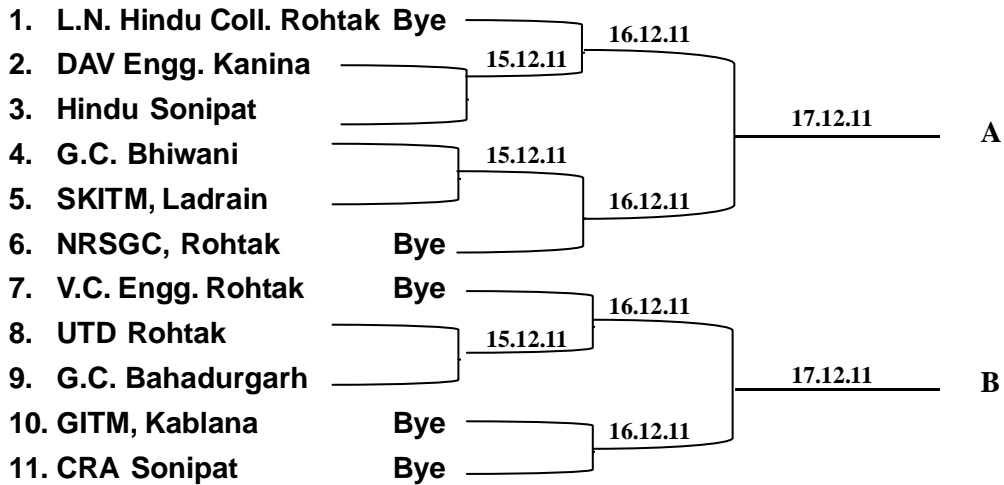 1. L.N. Hindu Coll. Rohtak Bye
16.12.11
15.12.11
2. DAV Engg. Kanina
3. Hindu Sonipat
17.12.11
A
4. G.C. Bhiwani
15.12.11
5. SKITM, Ladrain
16.12.11
6. NRSGC, Rohtak Bye
7. V.C. Engg. Rohtak Bye
16.12.11
8. UTD Rohtak
15.12.11
9. G.C. Bahadurgarh
17.12.11
B
10. GITM, Kablana Bye
16.12.11
11. CRA Sonipat Bye